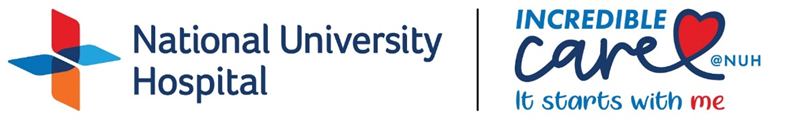 National University
Hospital
INCREDIBLE
care
@NUH
It starts with me